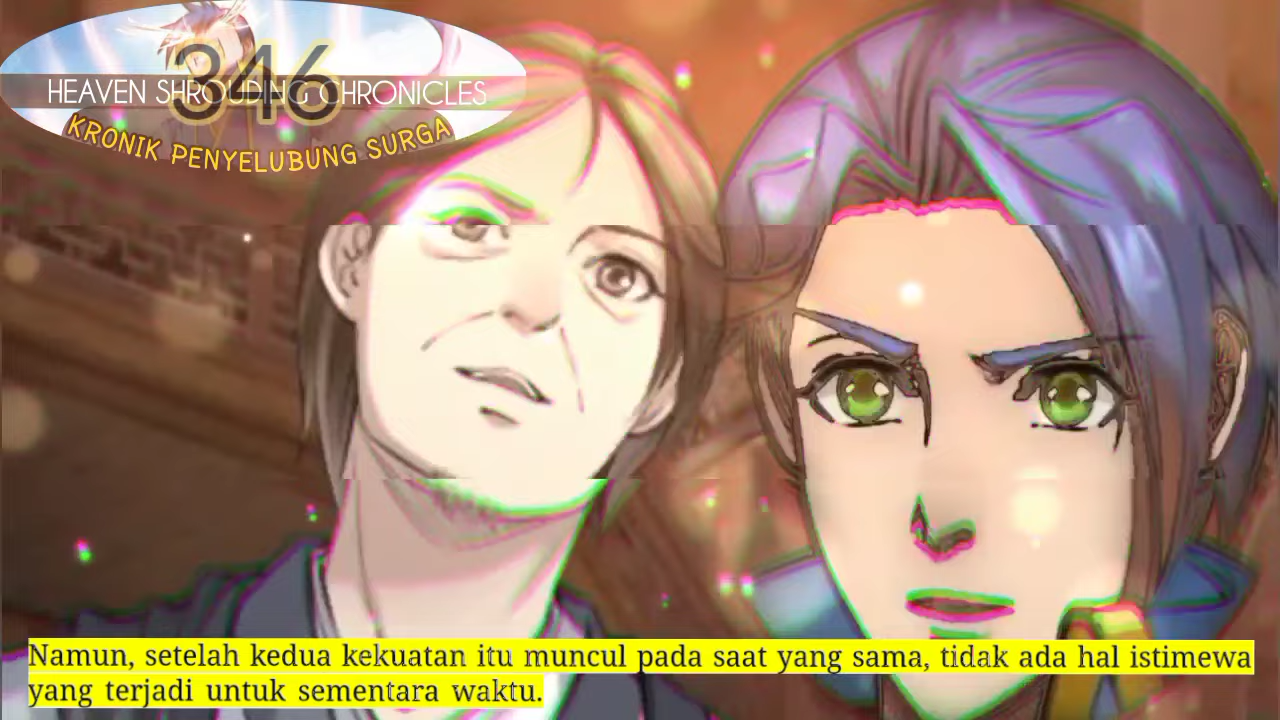 346
HEAVEN SHROUDING CHRONICLES
KRONIK PENYELUBUNG SURGA
Namun, setelah kedua kekuatan itu muncul pada saat yang sama, tidak ada hal istimewa
yang terjadi untuk sementara waktu.